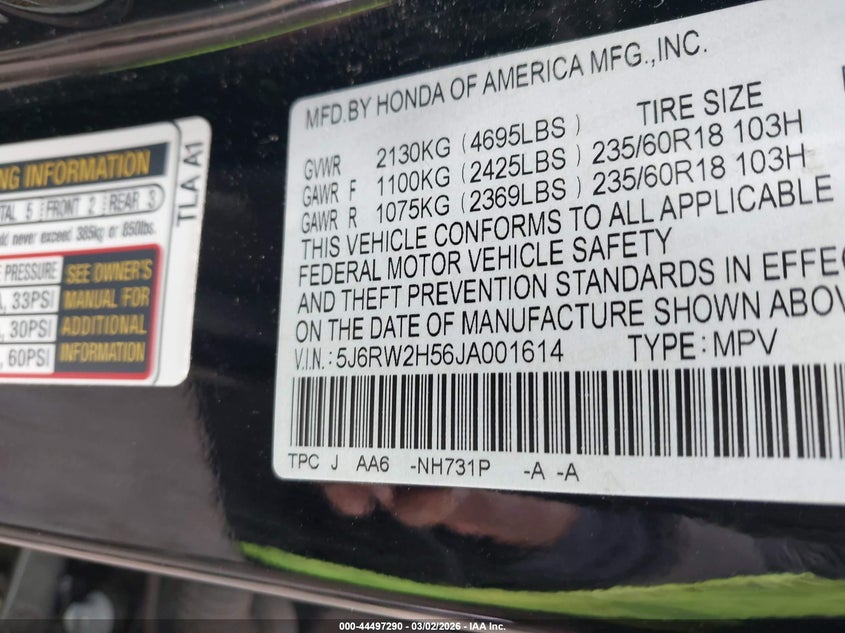 MFD.BY HONDA OF AMERICA MFG.,INC.
TIRE SIZE
GVWR 2130KG (4695LBS)
GAWR F 1100KG (2425LBS) 235/60R18 103H
GAWR R 1075KG (2369LBS) 235/60R18 103H
THIS VEHICLE CONFORMS TO ALL APPLICABLE
FEDERAL MOTOR VEHICLE SAFETY
AND THEFT PREVENTION STANDARDS IN EFFEC
ON THE DATE OF MANUFACTURE SHOWN ABOV
V.I.N.: 5J6RW2H56JA001614 TYPE: MPV
TPC J AA6 -NH731P -A -A
NG INFORMATION
TAL 5 FRONT 2 REAR 3
never exceed 385kg or 850lbs.
PRESSURE
33PSI
30PSI
60PSI
SEE OWNER'S
MANUAL FOR
ADDITIONAL
INFORMATION
TLA A1
000-44497290 — 03/02/2026 — IAA Inc.